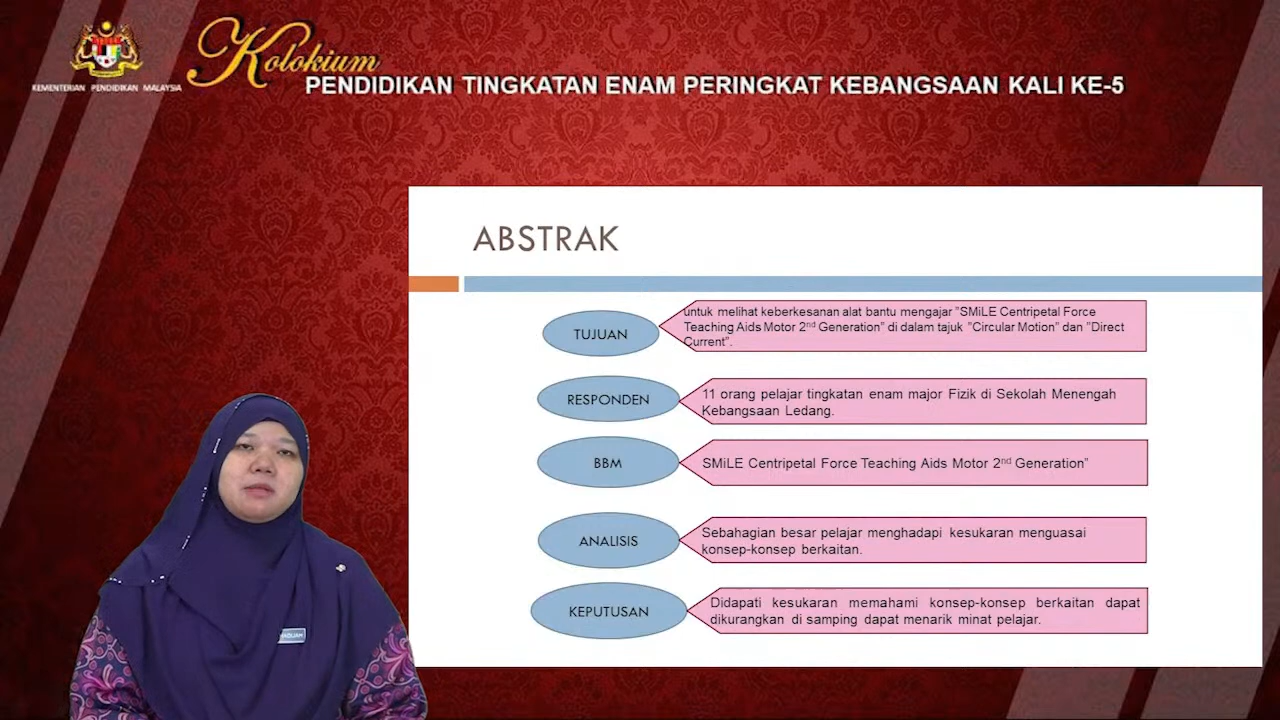 Kolokium
KEMENTERIAN PENDIDIKAN MALAYSIA
PENDIDIKAN TINGKATAN ENAM PERINGKAT KEBANGSAAN KALI KE-5
ABSTRAK
TUJUAN
untuk melihat keberkesanan alat bantu mengajar "SMiLE Centripetal Force
Teaching Aids Motor 2nd Generation" di dalam tajuk "Circular Motion" dan "Direct
Current".
RESPONDEN
11 orang pelajar tingkatan enam major Fizik di Sekolah Menengah
Kebangsaan Ledang.
BBM
SMiLE Centripetal Force Teaching Aids Motor 2nd Generation"
ANALISIS
Sebahagian besar pelajar menghadapi kesukaran menguasai
konsep-konsep berkaitan.
KEPUTUSAN
Didapati kesukaran memahami konsep-konsep berkaitan dapat
dikurangkan di samping dapat menarik minat pelajar.